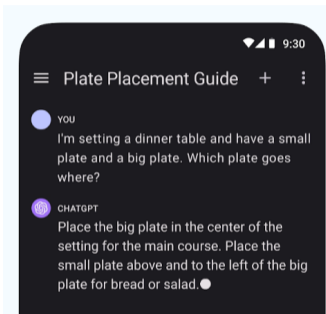 9:30
Plate Placement Guide
YOU
I'm setting a dinner table and have a small
plate and a big plate. Which plate goes
where?
CHATGPT
Place the big plate in the center of the
setting for the main course. Place the
small plate above and to the left of the big
plate for bread or salad.